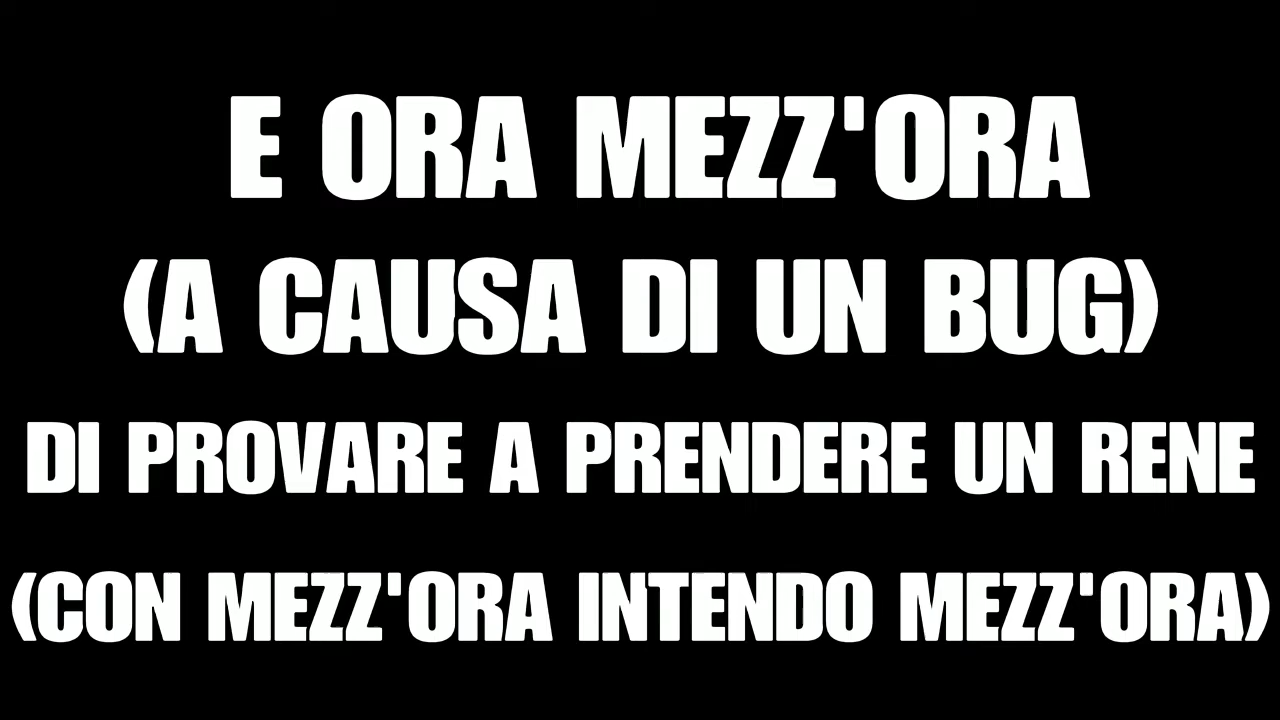 E ORA MEZZ'ORA
(A CAUSA DI UN BUG)
DI PROVARE A PRENDERE UN RENE
(CON MEZZ'ORA INTENDO MEZZ'ORA)